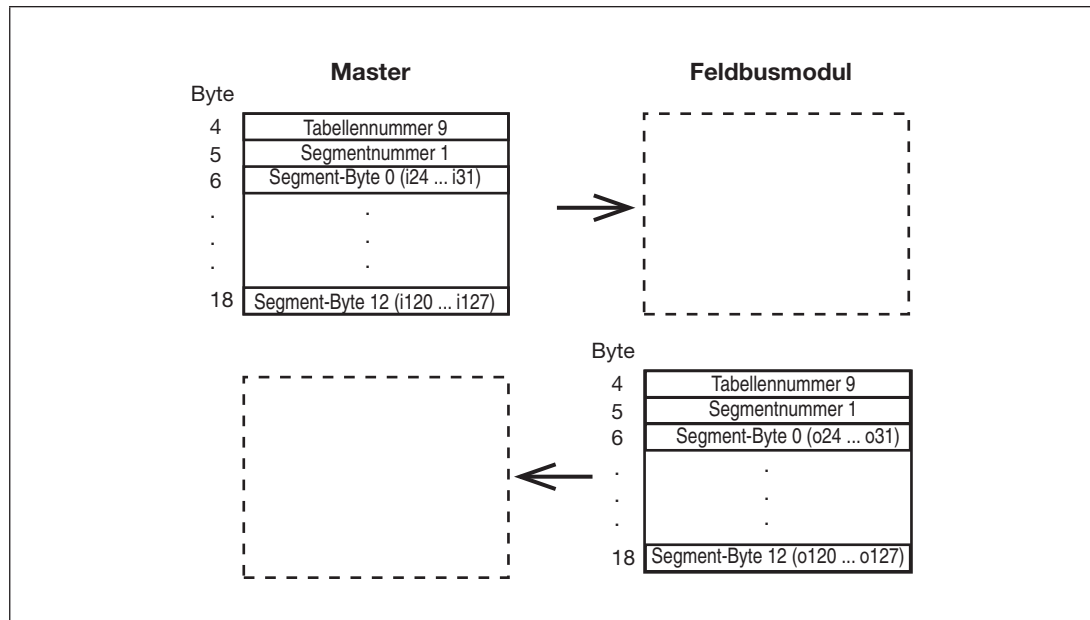 Master Feldbusmodul
Byte
4 Tabellennummer 9
5 Segmentnummer 1
6 Segment-Byte 0 (i24 ... i31)
. .
. .
. .
18 Segment-Byte 12 (i120 ... i127)
Byte
4 Tabellennummer 9
5 Segmentnummer 1
6 Segment-Byte 0 (o24 ... o31)
. .
. .
. .
18 Segment-Byte 12 (o120 ... o127)